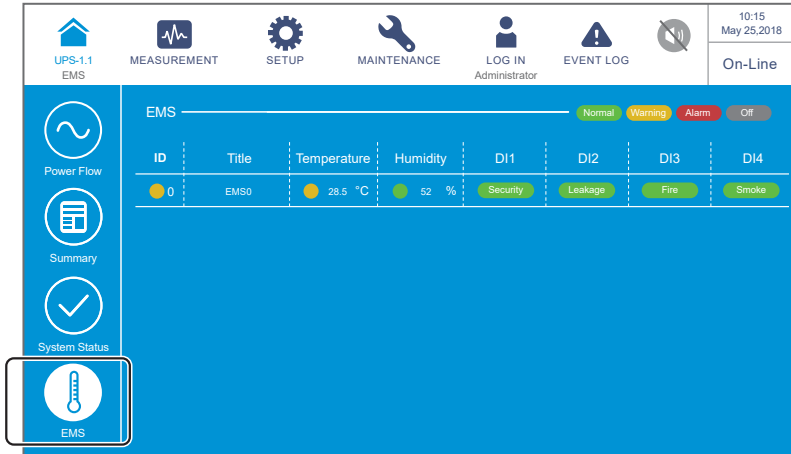 10:15
May 25,2018
On-Line
UPS-1.1
EMS
MEASUREMENT
SETUP
MAINTENANCE
LOG IN
Administrator
EVENT LOG
Power Flow
Summary
System Status
EMS
EMS
Normal Warning Alarm Off
ID Title Temperature Humidity DI1 DI2 DI3 DI4
0 EMS0 28.5 °C 52 % Security Leakage Fire Smoke